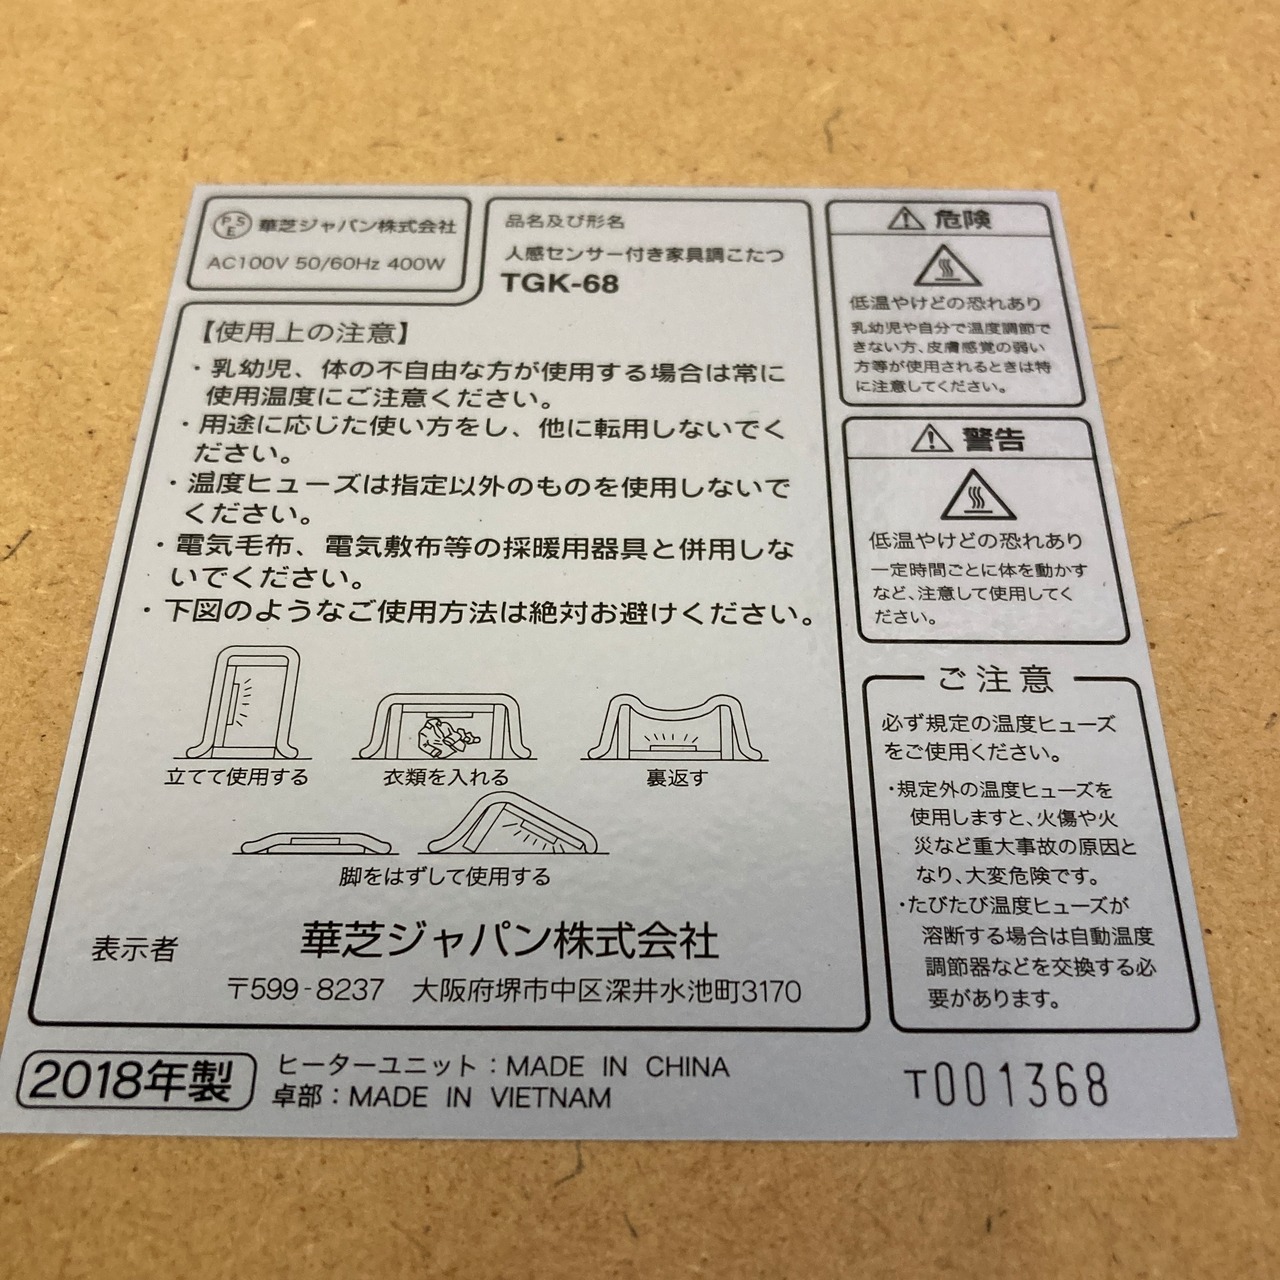 PSE 華芝ジャパン株式会社
AC100V 50/60Hz 400W
品名及び形名
人感センサー付き家具調こたつ
TGK-68
【使用上の注意】
・乳幼児、体の不自由な方が使用する場合は常に
使用温度にご注意ください。
・用途に応じた使い方をし、他に転用しないでく
ださい。
・温度ヒューズは指定以外のものを使用しないで
ください。
・電気毛布、電気敷布等の採暖用器具と併用しな
いでください。
・下図のようなご使用方法は絶対お避けください。
立てて使用する
衣類を入れる
裏返す
脚をはずして使用する
表示者
華芝ジャパン株式会社
〒599-8237 大阪府堺市中区深井水池町3170
危険
低温やけどの恐れあり
乳幼児や自分で温度調節で
きない方、皮膚感覚の弱い
方等が使用されるときは特
に注意してください。
警告
低温やけどの恐れあり
一定時間ごとに体を動かす
など、注意して使用してく
ださい。
ご注意
必ず規定の温度ヒューズ
をご使用ください。
・規定外の温度ヒューズを
使用しますと、火傷や火
災など重大事故の原因と
なり、大変危険です。
・たびたび温度ヒューズが
溶断する場合は自動温度
調節器などを交換する必
要があります。
2018年製
ヒーターユニット：MADE IN CHINA
卓部：MADE IN VIETNAM
T001368